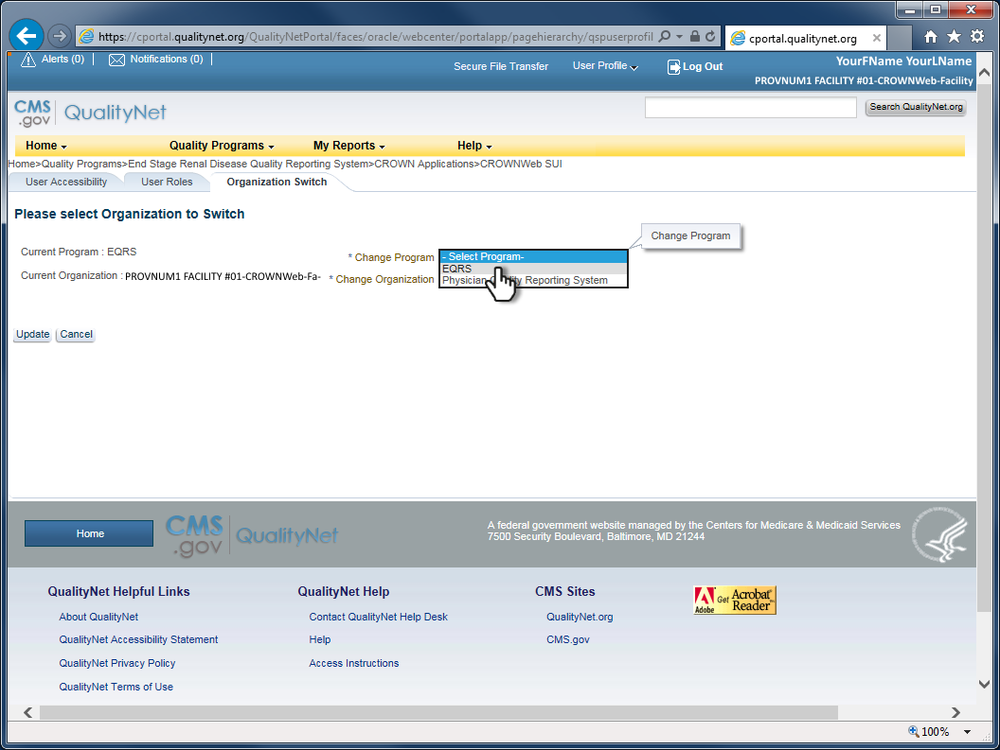 https://cportal.qualitynet.org/QualityNetPortal/faces/oracle/webcenter/portalapp/pagehierarchy/qspuserprofil
cportal.qualitynet.org
Alerts (0)
Notifications (0)
Secure File Transfer
User Profile
Log Out
YourFName YourLName
PROVNUM1 FACILITY #01-CROWNWeb-Facility
CMS
.gov
QualityNet
Search QualityNet.org
Home
Quality Programs
My Reports
Help
Home>Quality Programs>End Stage Renal Disease Quality Reporting System>CROWN Applications>CROWNWeb SUI
User Accessibility
User Roles
Organization Switch
Please select Organization to Switch
Change Program
Current Program : EQRS
* Change Program
- Select Program-
EQRS
Current Organization : PROVNUM1 FACILITY #01-CROWNWeb-Fa-
* Change Organization
Physician Quality Reporting System
Update
Cancel
Home
CMS
.gov
QualityNet
A federal government website managed by the Centers for Medicare & Medicaid Services
7500 Security Boulevard, Baltimore, MD 21244
QualityNet Helpful Links
About QualityNet
QualityNet Accessibility Statement
QualityNet Privacy Policy
QualityNet Terms of Use
QualityNet Help
Contact QualityNet Help Desk
Help
Access Instructions
CMS Sites
QualityNet.org
CMS.gov
Adobe
Get Acrobat
Reader
100%